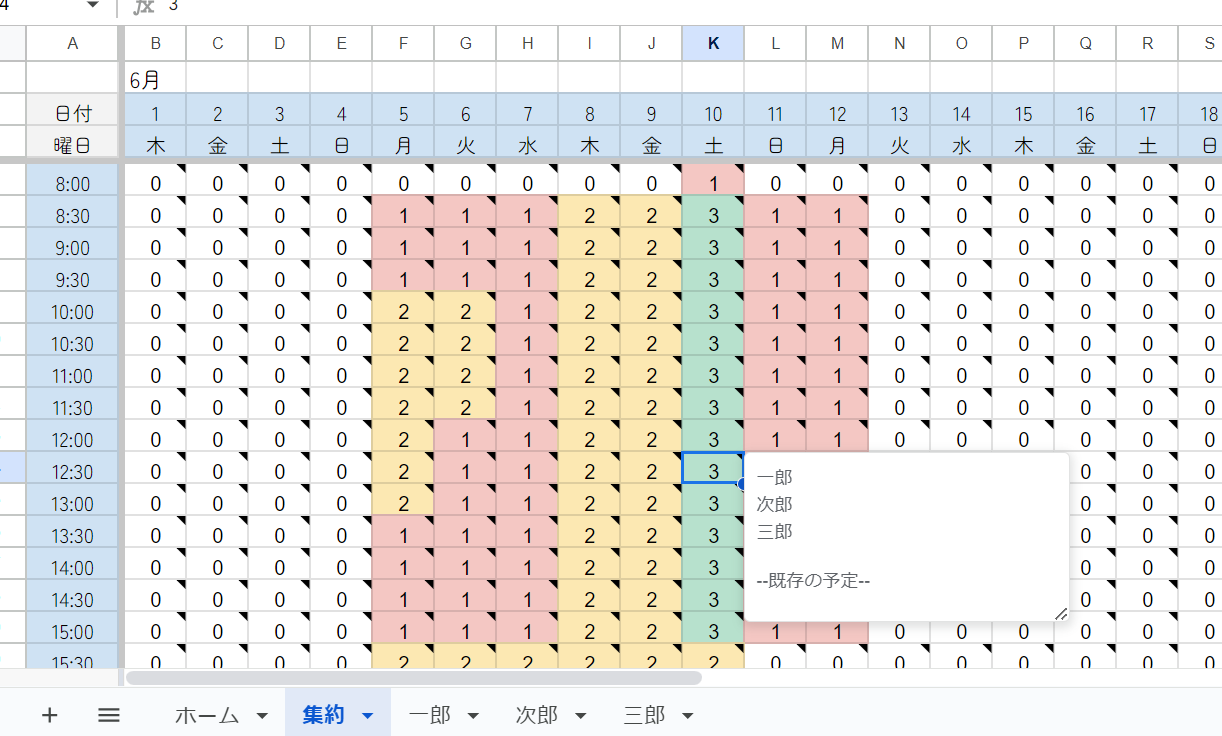 4 fx 3
A B C D E F G H I J K L M N O P Q R S
6月
日付 1 2 3 4 5 6 7 8 9 10 11 12 13 14 15 16 17 18
曜日 木 金 土 日 月 火 水 木 金 土 日 月 火 水 木 金 土 日
8:00 0 0 0 0 0 0 0 0 0 1 0 0 0 0 0 0 0 0
8:30 0 0 0 0 1 1 1 2 2 3 1 1 0 0 0 0 0 0
9:00 0 0 0 0 1 1 1 2 2 3 1 1 0 0 0 0 0 0
9:30 0 0 0 0 1 1 1 2 2 3 1 1 0 0 0 0 0 0
10:00 0 0 0 0 2 2 1 2 2 3 1 1 0 0 0 0 0 0
10:30 0 0 0 0 2 2 1 2 2 3 1 1 0 0 0 0 0 0
11:00 0 0 0 0 2 2 1 2 2 3 1 1 0 0 0 0 0 0
11:30 0 0 0 0 2 2 1 2 2 3 1 1 0 0 0 0 0 0
12:00 0 0 0 0 2 1 1 2 2 3 1 1 0 0 0 0 0 0
12:30 0 0 0 0 2 1 1 2 2 3 0 0 0
13:00 0 0 0 0 2 1 1 2 2 3 0 0 0
13:30 0 0 0 0 1 1 1 2 2 3 0 0 0
14:00 0 0 0 0 1 1 1 2 2 3 0 0 0
14:30 0 0 0 0 1 1 1 2 2 3 0 0 0
15:00 0 0 0 0 1 1 1 2 2 3 1 1 0 0 0 0 0 0
15:30 0 0 0 0 2 2 2 2 2 2 0 0 0 0 0 0 0 0
一郎
次郎
三郎
--既存の予定--
ホーム 集約 一郎 次郎 三郎